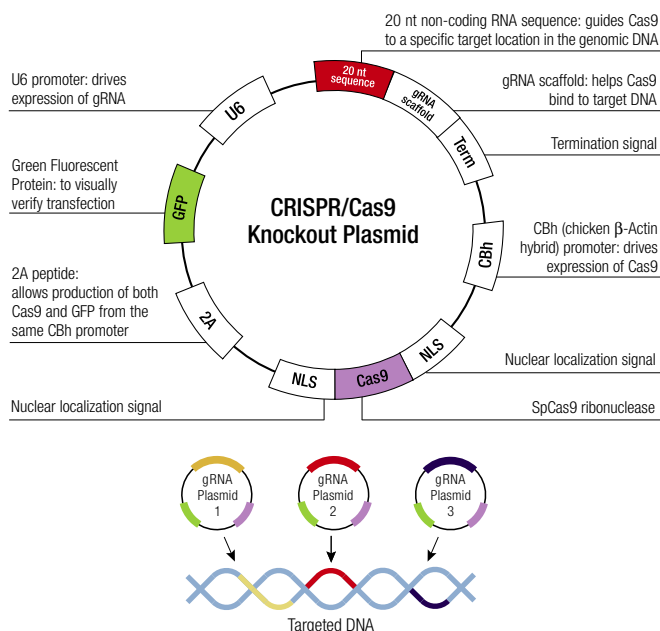 20 nt non-coding RNA sequence: guides Cas9
to a specific target location in the genomic DNA
U6 promoter: drives
expression of gRNA
gRNA scaffold: helps Cas9
bind to target DNA
Termination signal
Green Fluorescent
Protein: to visually
verify transfection
CBh (chicken β-Actin
hybrid) promoter: drives
expression of Cas9
2A peptide:
allows production of both
Cas9 and GFP from the
same CBh promoter
Nuclear localization signal
Nuclear localization signal
SpCas9 ribonuclease
CRISPR/Cas9
Knockout Plasmid
20 nt
sequence
gRNA
scaffold
Term
CBh
NLS
Cas9
NLS
2A
GFP
U6
gRNA
Plasmid
1
gRNA
Plasmid
2
gRNA
Plasmid
3
Targeted DNA